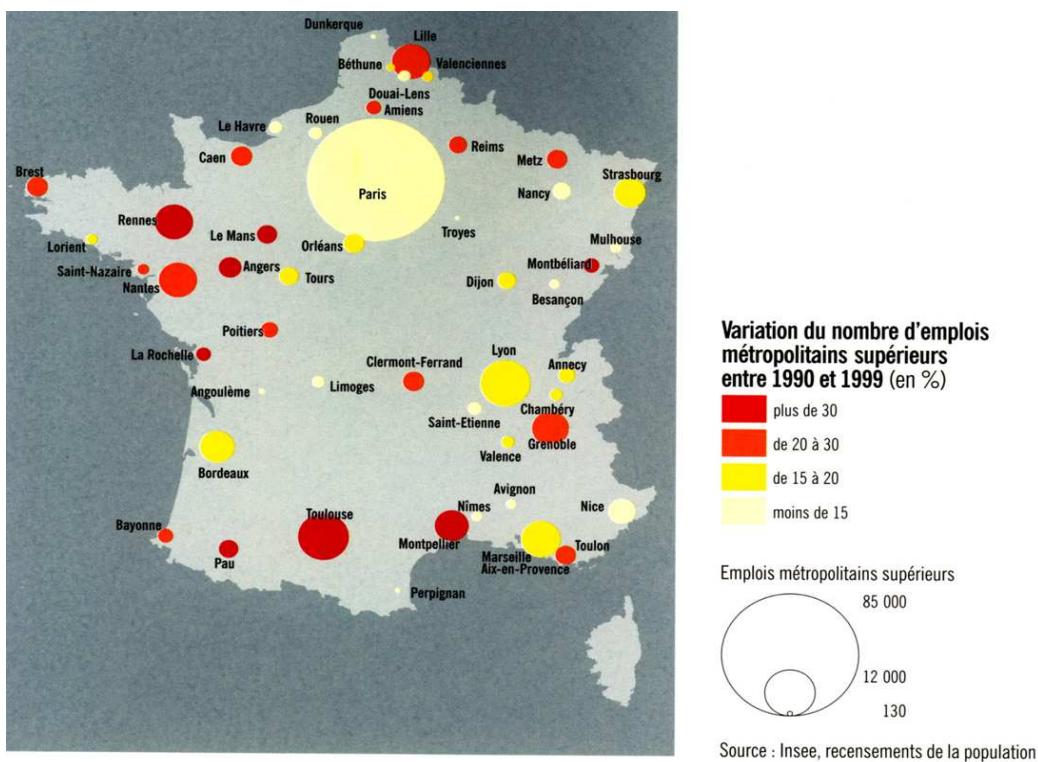 Dunkerque
Lille
Béthune
Valenciennes
Douai-Lens
Amiens
Le Havre
Rouen
Caen
Reims
Metz
Brest
Paris
Nancy
Strasbourg
Rennes
Le Mans
Troyes
Lorient
Orléans
Mulhouse
Saint-Nazaire
Angers
Montbéliard
Nantes
Tours
Dijon
Besançon
Poitiers
La Rochelle
Clermont-Ferrand
Lyon
Annecy
Angoulème
Limoges
Chambéry
Saint-Etienne
Grenoble
Valence
Bordeaux
Avignon
Nîmes
Nice
Bayonne
Toulouse
Montpellier
Toulon
Marseille
Aix-en-Provence
Pau
Perpignan
Variation du nombre d'emplois
métropolitains supérieurs
entre 1990 et 1999 (en %)
plus de 30
de 20 à 30
de 15 à 20
moins de 15
Emplois métropolitains supérieurs
85 000
12 000
130
Source : Insee, recensements de la population